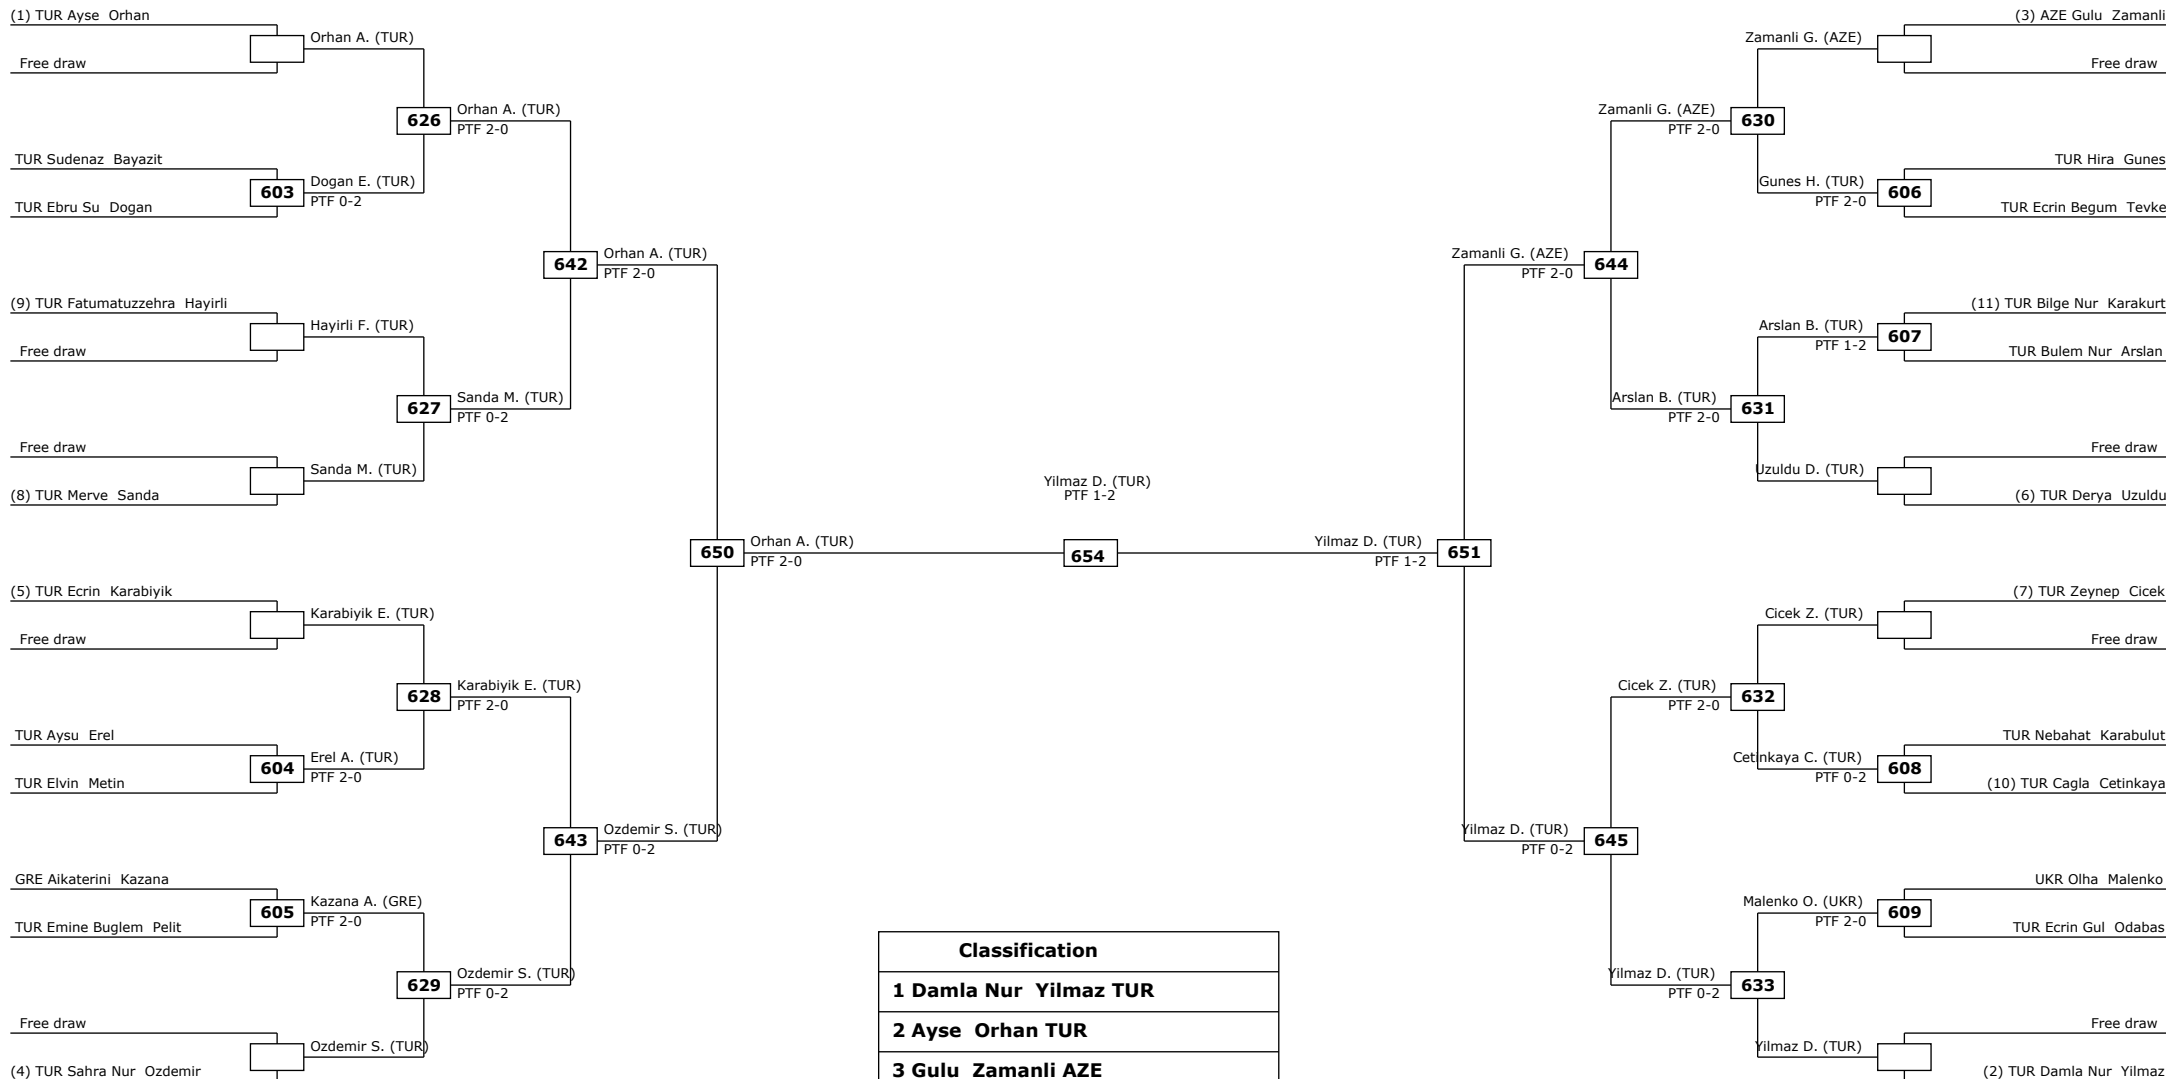 (1) TUR Ayse  Orhan
Orhan A. (TUR)
Free draw
626
Orhan A. (TUR)
PTF 2-0
TUR Sudenaz  Bayazit
603
Dogan E. (TUR)
PTF 0-2
TUR Ebru Su  Dogan
642
Orhan A. (TUR)
PTF 2-0
(9) TUR Fatumatuzzehra  Hayirli
Hayirli F. (TUR)
Free draw
627
Sanda M. (TUR)
PTF 0-2
Free draw
Sanda M. (TUR)
(8) TUR Merve  Sanda
650
Orhan A. (TUR)
PTF 2-0
(5) TUR Ecrin  Karabiyik
Karabiyik E. (TUR)
Free draw
628
Karabiyik E. (TUR)
PTF 2-0
TUR Aysu  Erel
604
Erel A. (TUR)
PTF 2-0
TUR Elvin  Metin
643
Ozdemir S. (TUR)
PTF 0-2
GRE Aikaterini  Kazana
605
Kazana A. (GRE)
PTF 2-0
TUR Emine Buglem  Pelit
629
Ozdemir S. (TUR)
PTF 0-2
Free draw
Ozdemir S. (TUR)
(4) TUR Sahra Nur  Ozdemir
Yilmaz D. (TUR)
PTF 1-2
654
(3) AZE Gulu  Zamanli
Zamanli G. (AZE)
Free draw
Zamanli G. (AZE)
PTF 2-0
630
TUR Hira  Gunes
Gunes H. (TUR)
PTF 2-0
606
TUR Ecrin Begum  Tevke
Zamanli G. (AZE)
PTF 2-0
644
(11) TUR Bilge Nur  Karakurt
Arslan B. (TUR)
PTF 1-2
607
TUR Bulem Nur  Arslan
Arslan B. (TUR)
PTF 2-0
631
Free draw
Uzuldu D. (TUR)
(6) TUR Derya  Uzuldu
Yilmaz D. (TUR)
PTF 1-2
651
(7) TUR Zeynep  Cicek
Cicek Z. (TUR)
Free draw
Cicek Z. (TUR)
PTF 2-0
632
TUR Nebahat  Karabulut
Cetinkaya C. (TUR)
PTF 0-2
608
(10) TUR Cagla  Cetinkaya
Yilmaz D. (TUR)
PTF 0-2
645
UKR Olha  Malenko
Malenko O. (UKR)
PTF 2-0
609
TUR Ecrin Gul  Odabas
Yilmaz D. (TUR)
PTF 0-2
633
Free draw
Yilmaz D. (TUR)
(2) TUR Damla Nur  Yilmaz
Classification
1 Damla Nur  Yilmaz TUR
2 Ayse  Orhan TUR
3 Gulu  Zamanli AZE